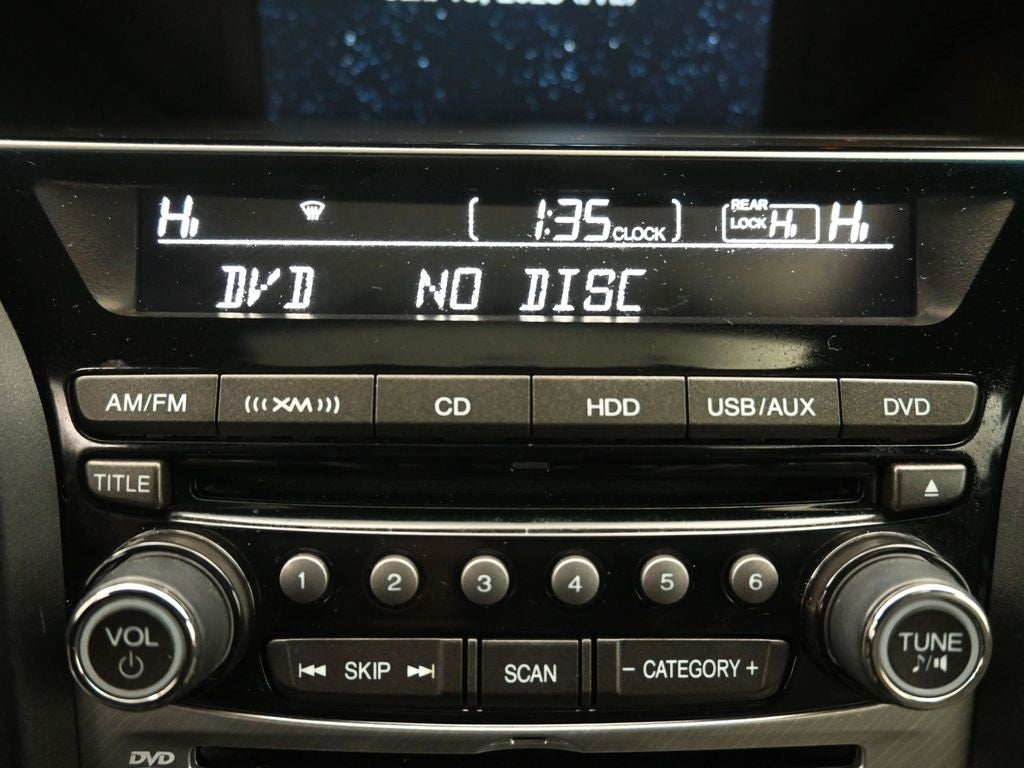 Hi 1:35 CLOCK REAR LOCK Hi Hi
DVD NO DISC
AM/FM XM CD HDD USB/AUX DVD
TITLE
1 2 3 4 5 6
VOL SKIP SCAN - CATEGORY + TUNE
DVD